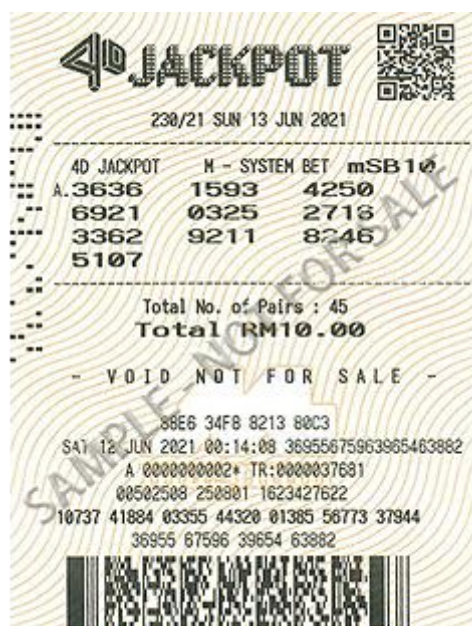 4D JACKPOT
230/21 SUN 13 JUN 2021
4D JACKPOT M - SYSTEM BET mSB10
A.3636 1593 4250
6921 0325 2713
3362 9211 8246
5107
Total No. of Pairs : 45
Total RM10.00
- VOID NOT FOR SALE -
SAMPLE - NOT FOR SALE
88E6 34F8 8213 80C3
SAT 12 JUN 2021 00:14:08 36955675963965463882
A 0000000002* TR:0000037681
00502508 250801 1623427622
10737 41884 03355 44320 01385 56773 37944
36955 67596 39654 63882